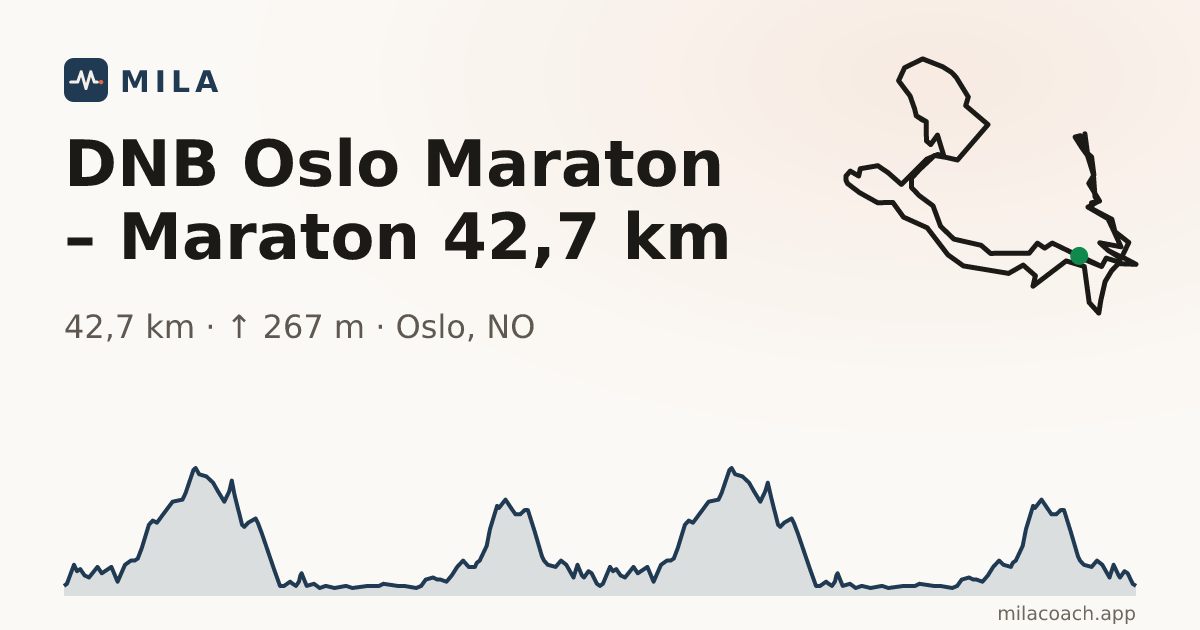 MILA
DNB Oslo Maraton
– Maraton 42,7 km
42,7 km · ↑ 267 m · Oslo, NO
milacoach.app